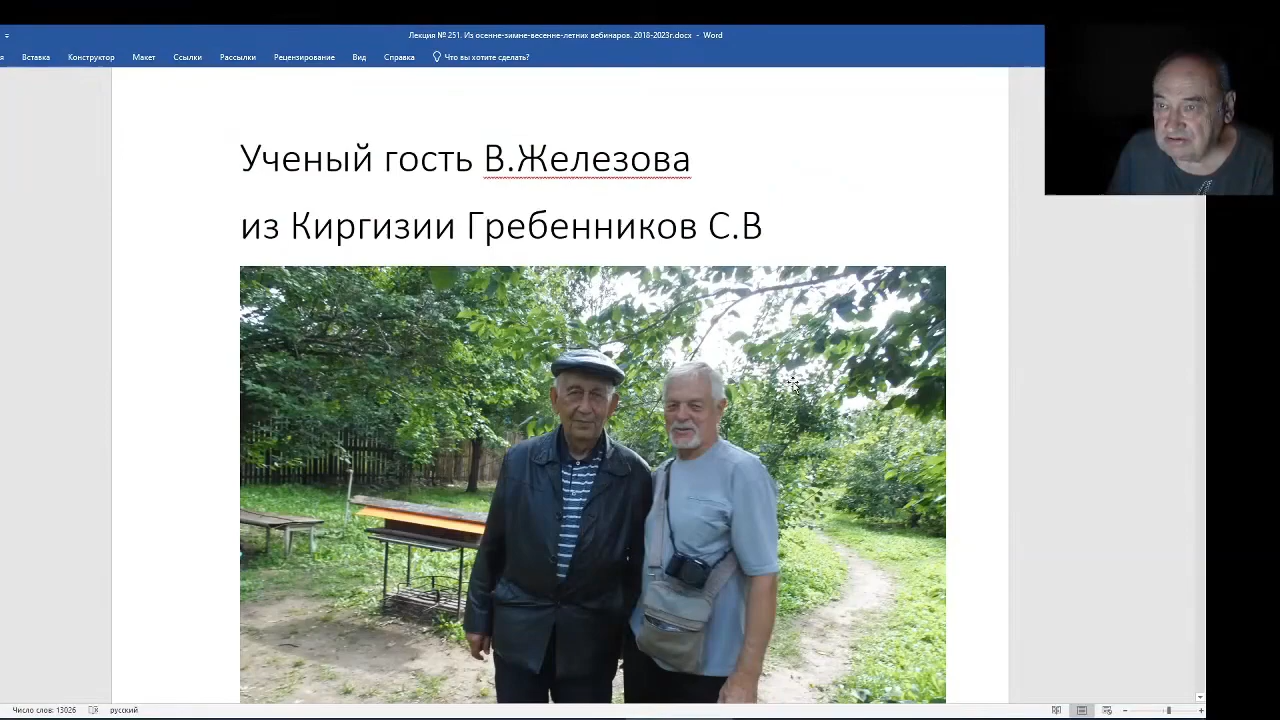 Лекция № 251. Из осенне-зимне-весенне-летних вебинаров. 2018-2023г.docx - Word
Вставка Конструктор Макет Ссылки Рассылки Рецензирование Вид Справка Что вы хотите сделать?
Ученый гость В.Железова
из Киргизии Гребенников С.В
Число слов: 13026 русский